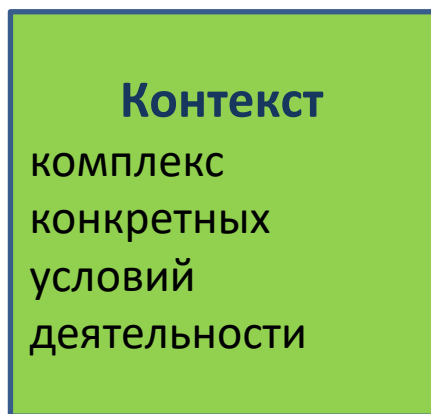 Контекст
комплекс
конкретных
условий
деятельности